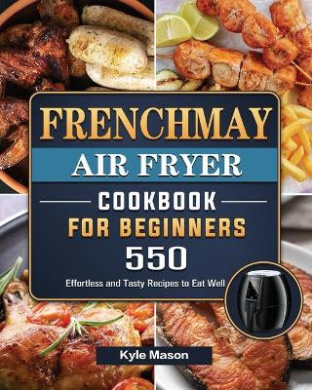 FRENCHMAY
AIR FRYER
COOKBOOK
FOR BEGINNERS
550
Effortless and Tasty Recipes to Eat Well
Kyle Mason